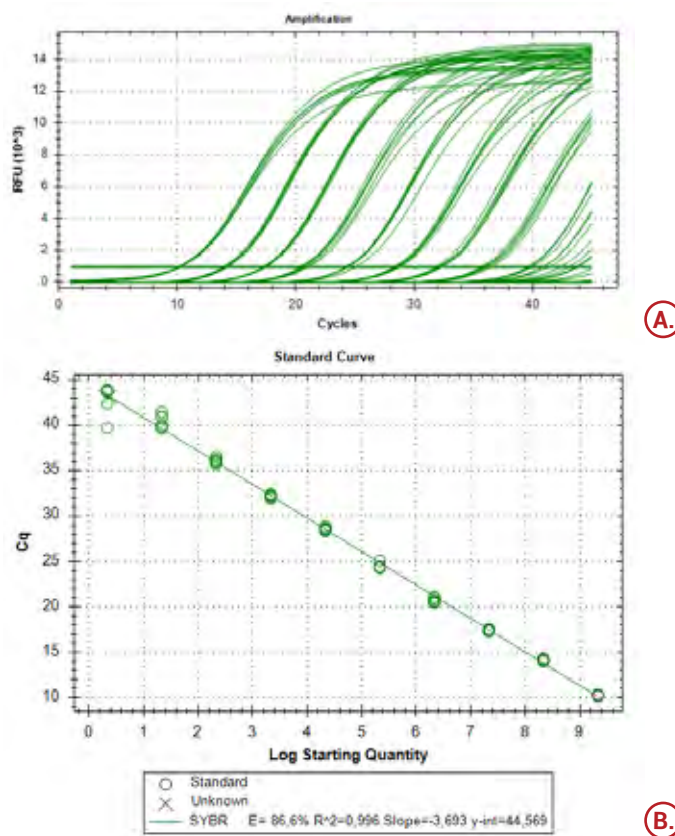 Amplification
14
12
10
8
6
4
2
0
RFU (10^3)
0 10 20 30 40
Cycles
A.
Standard Curve
45
40
35
30
25
20
15
10
Cq
0 1 2 3 4 5 6 7 8 9
Log Starting Quantity
Standard
Unknown
SYBR E= 86,6% R^2=0,996 Slope=-3,693 y-int=44,569
B.